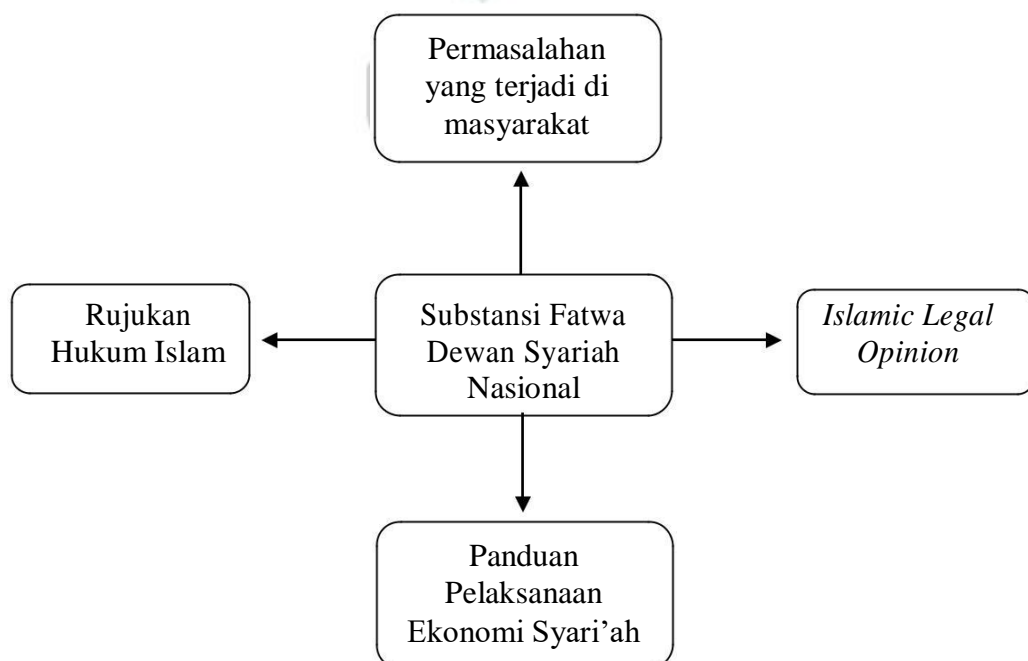 Permasalahan
yang terjadi di
masyarakat
Rujukan
Hukum Islam
Substansi Fatwa
Dewan Syariah
Nasional
Islamic Legal
Opinion
Panduan
Pelaksanaan
Ekonomi Syari’ah